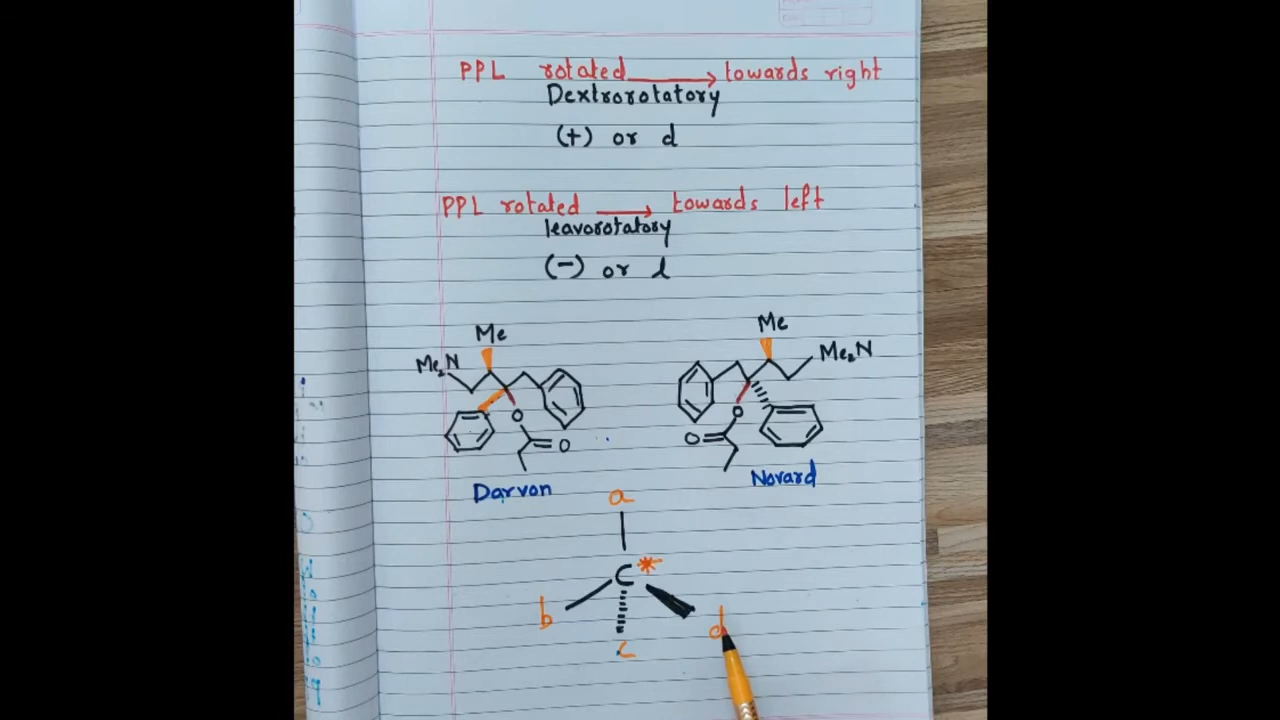 PPL rotated → towards right
Dextrorotatory
(+) or d
PPL rotated → towards left
leavorotatory
(-) or l
Me
Me₂N
O
O
Darvon
Me
Me₂N
O
O
Novard
a
C*
b
d
c